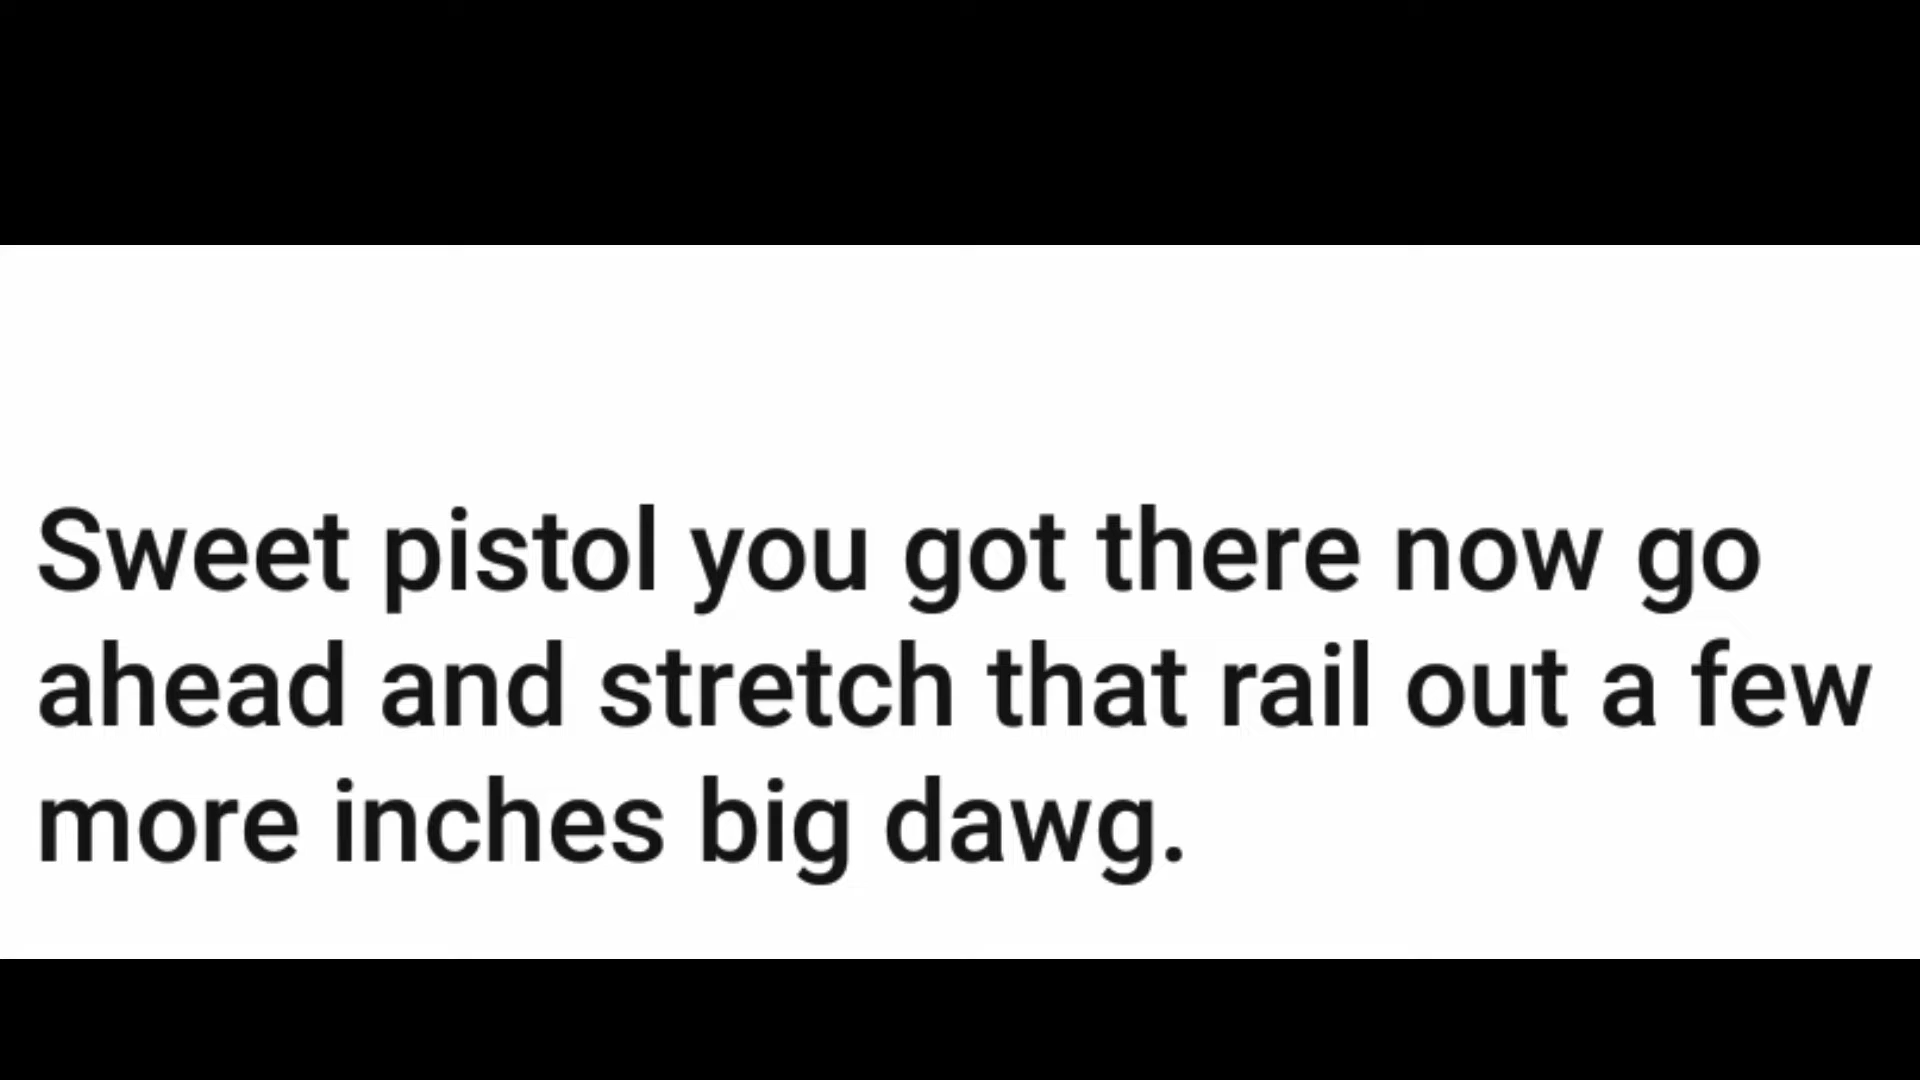 Sweet pistol you got there now go
ahead and stretch that rail out a few
more inches big dawg.